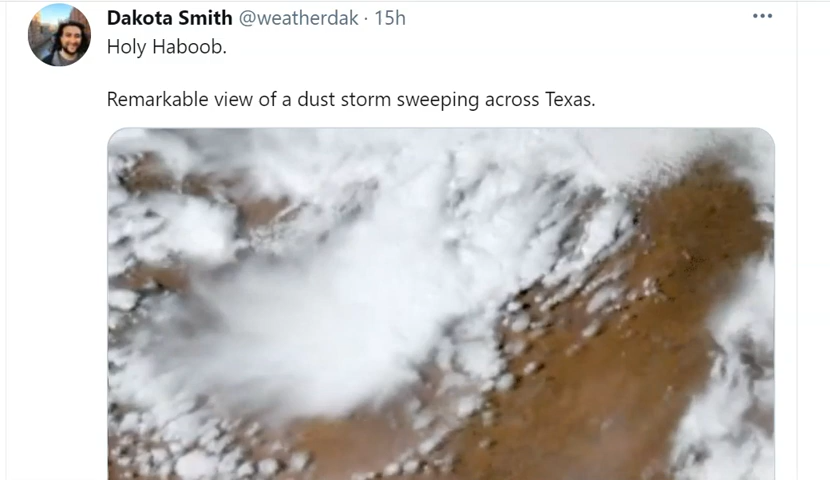 Dakota Smith @weatherdak · 15h
Holy Haboob.
Remarkable view of a dust storm sweeping across Texas.